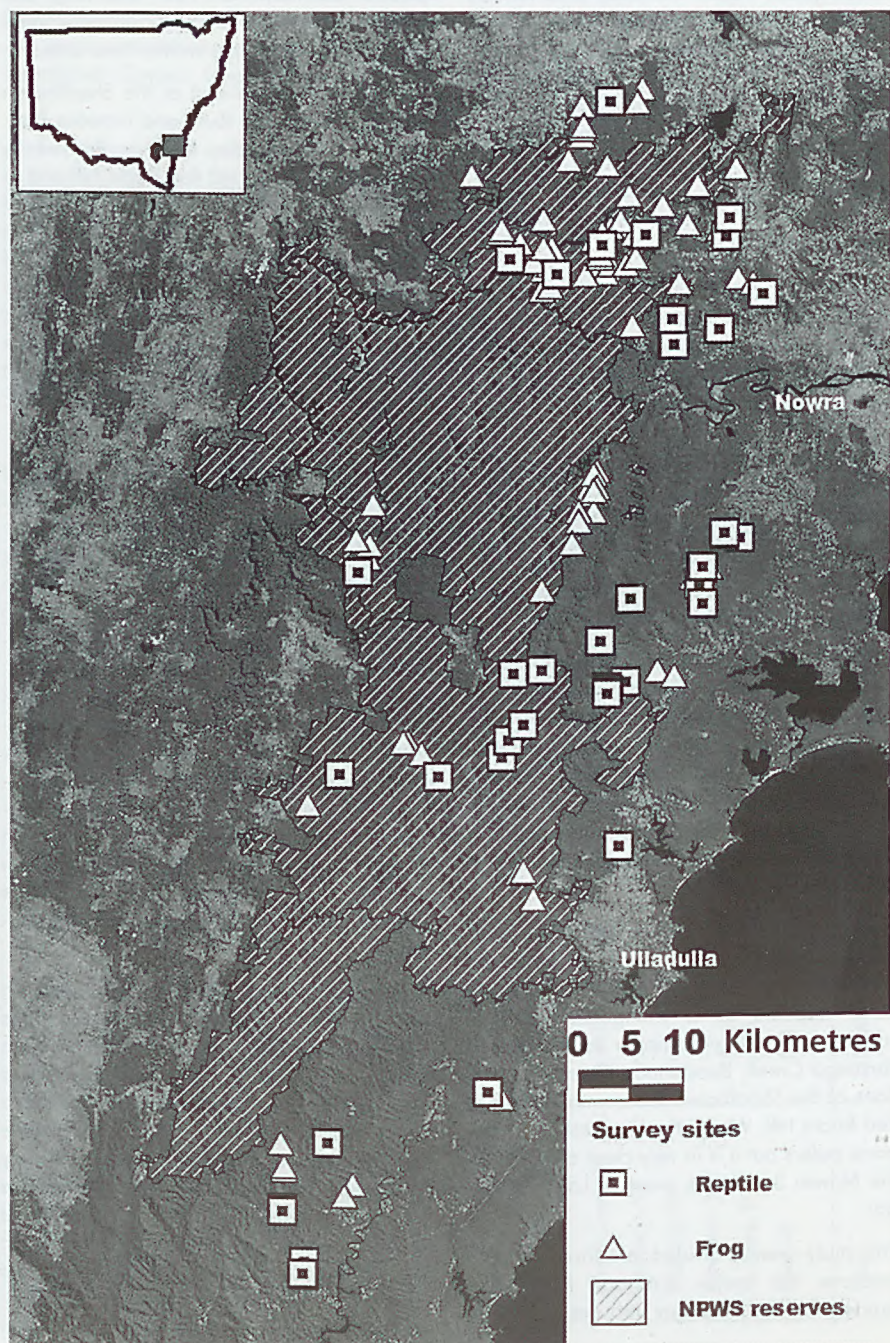 Nowra
Ulladulla
0 5 10 Kilometres
Survey sites
Reptile
Frog
NPWS reserves